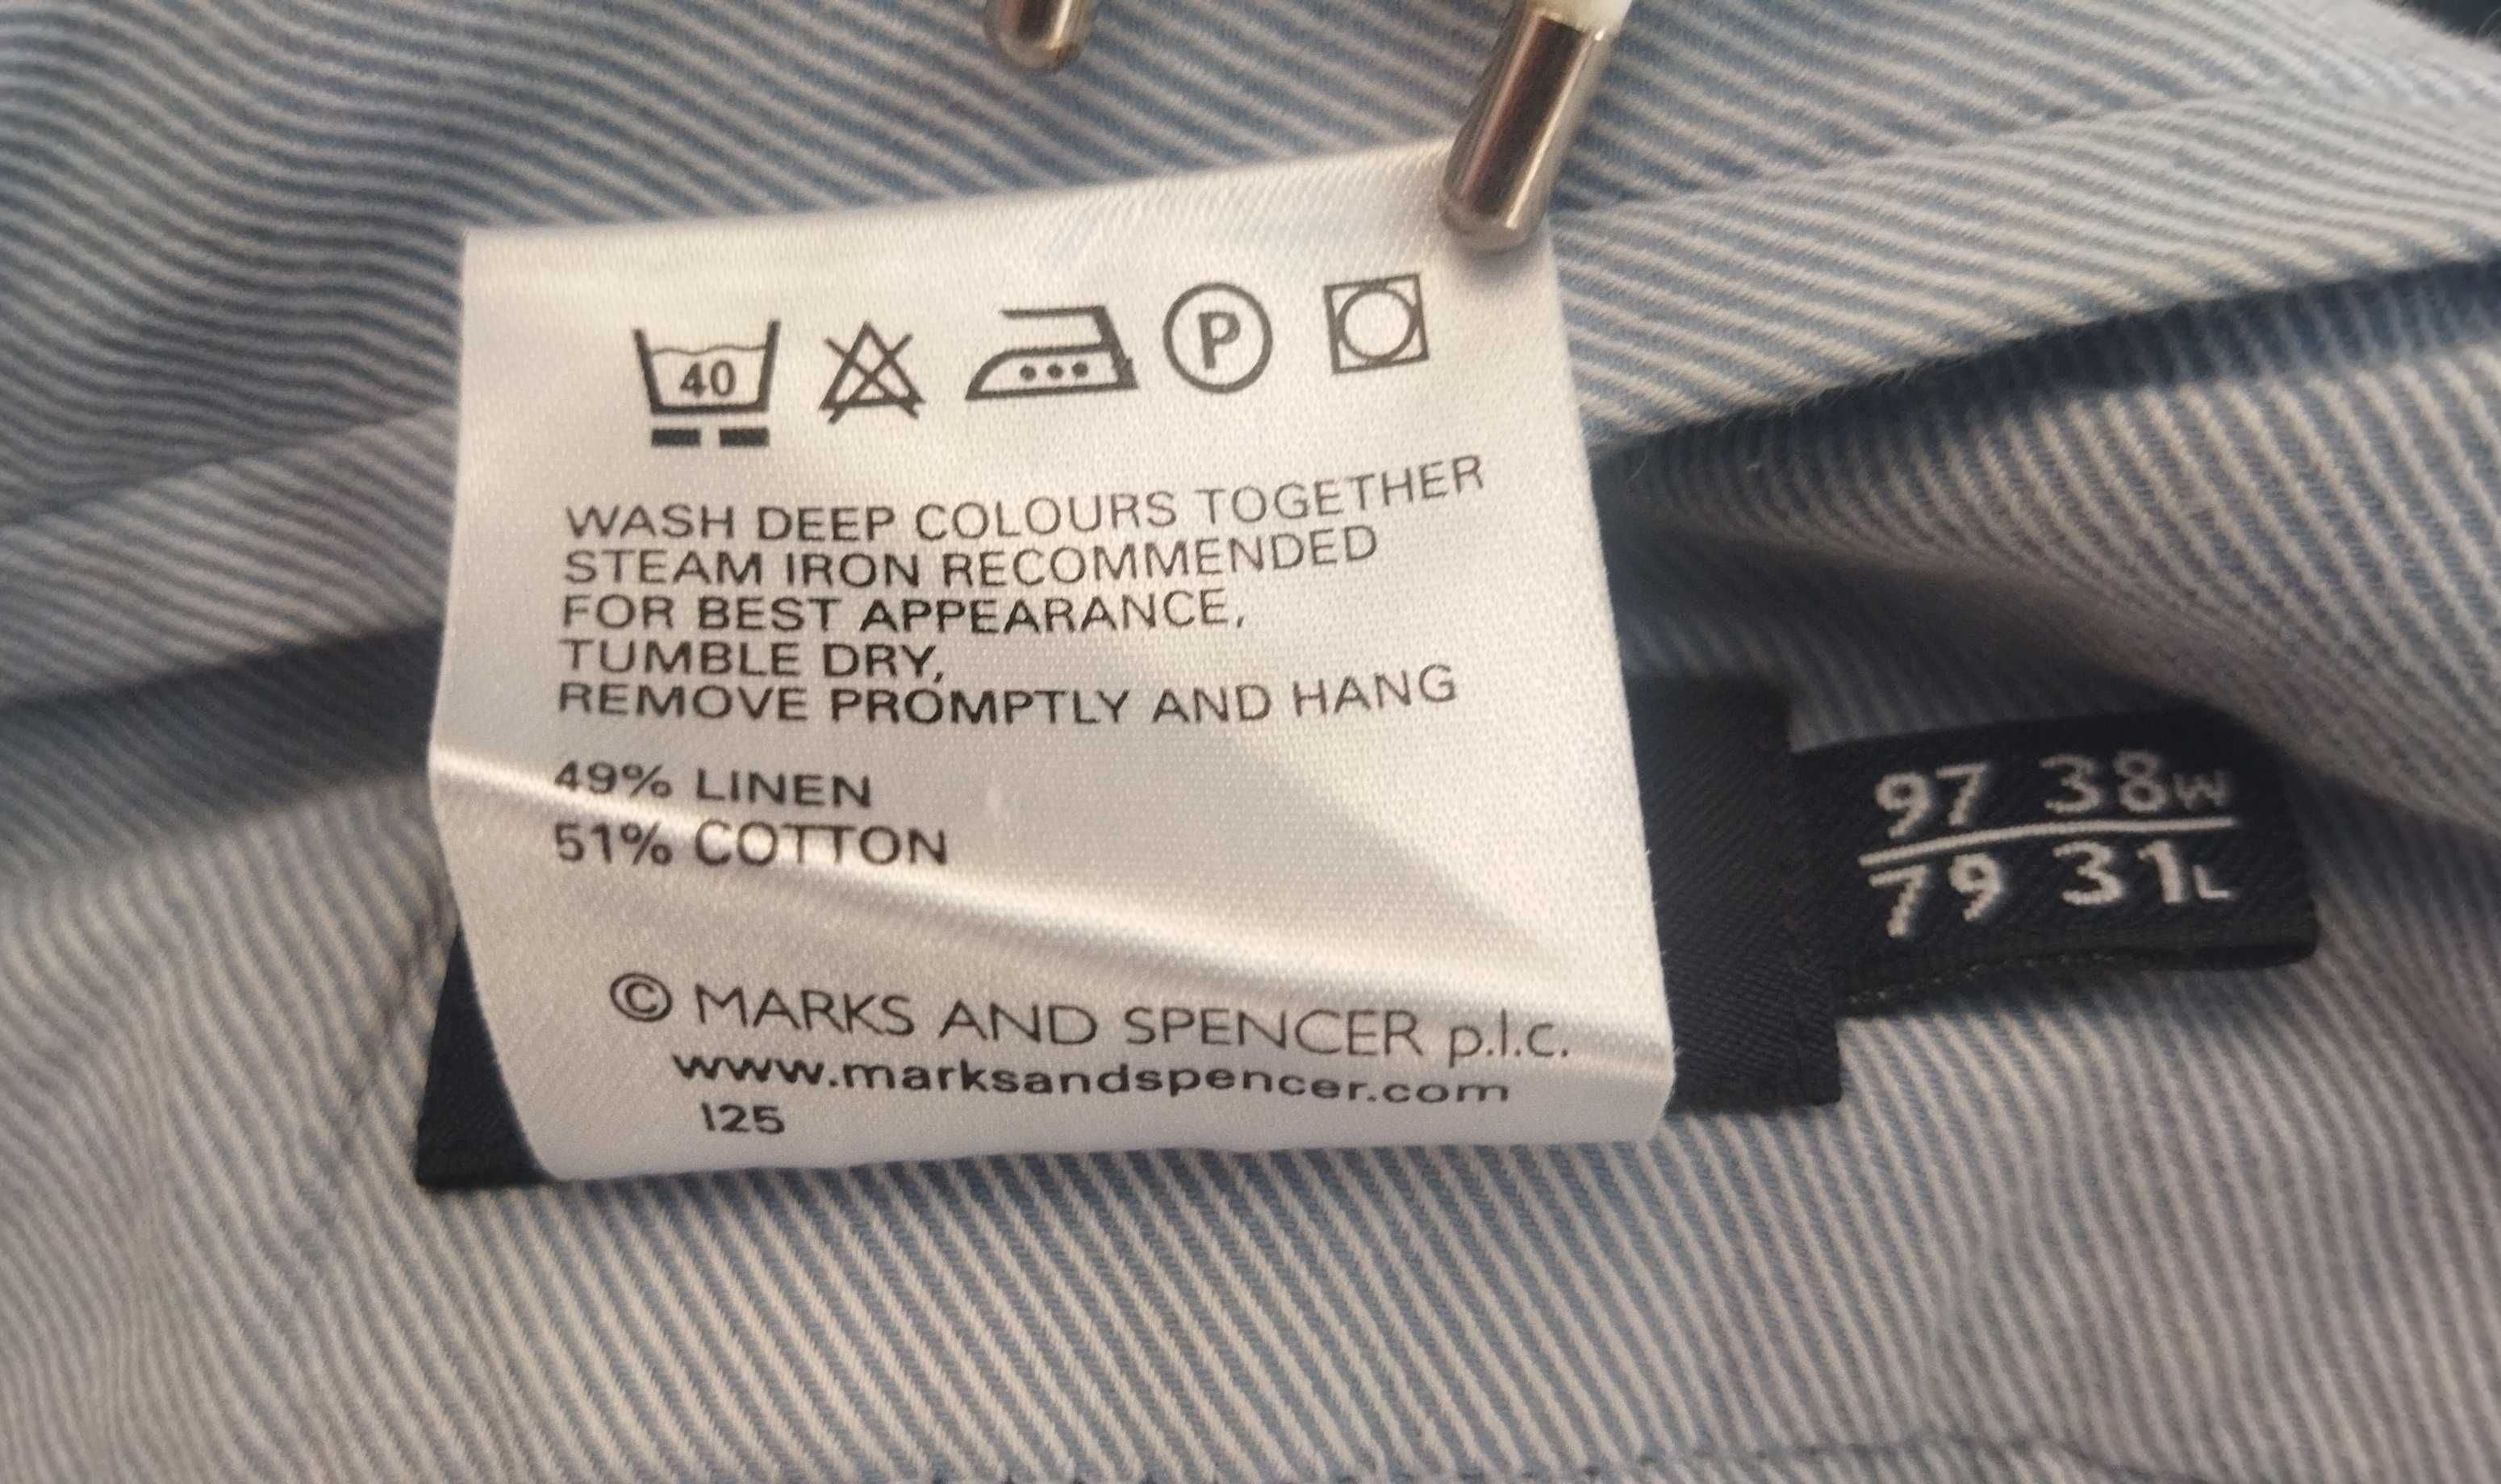 40
P
WASH DEEP COLOURS TOGETHER
STEAM IRON RECOMMENDED
FOR BEST APPEARANCE,
TUMBLE DRY,
REMOVE PROMPTLY AND HANG
49% LINEN
51% COTTON
© MARKS AND SPENCER p.l.c.
www.marksandspencer.com
125
97 38W
79 31L